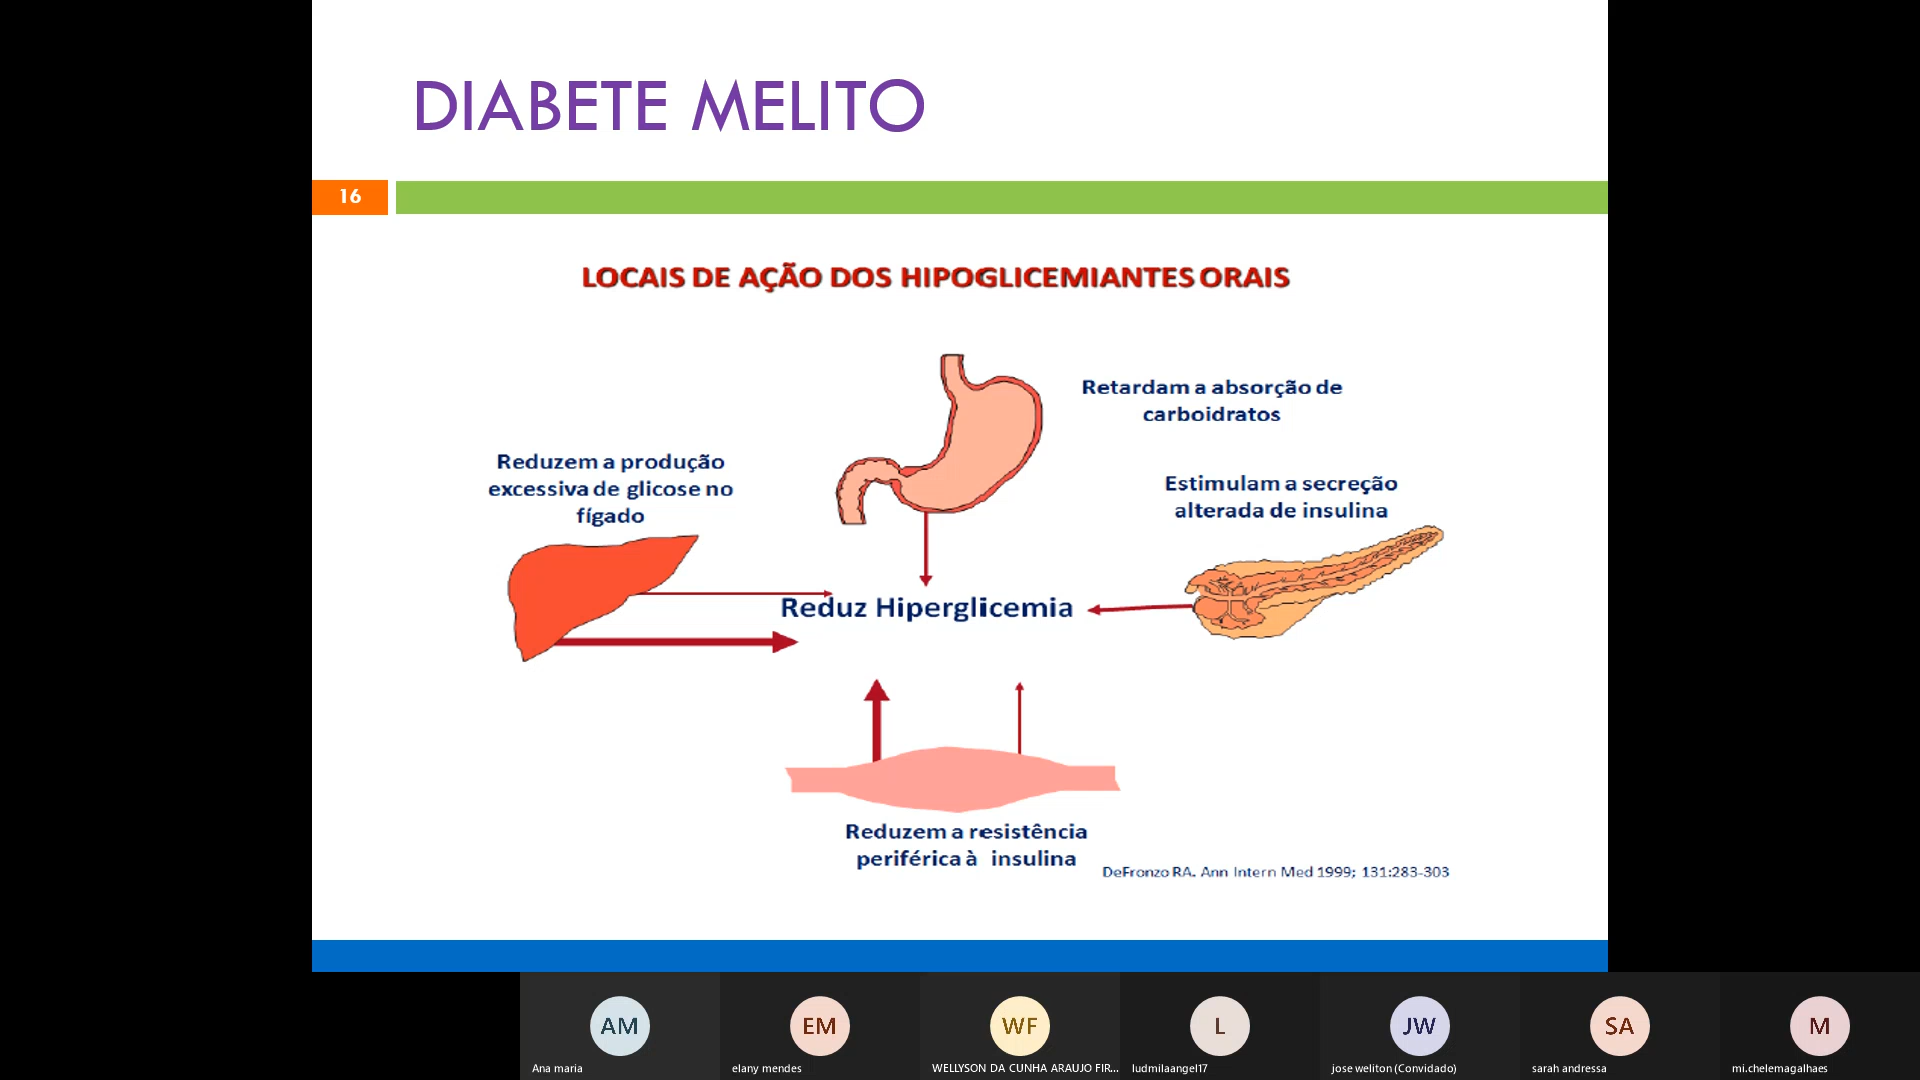 DIABETE MELITO
16
LOCAIS DE AÇÃO DOS HIPOGLICEMIANTES ORAIS
Retardam a absorção de
carboidratos
Reduzem a produção
excessiva de glicose no
fígado
Estimulam a secreção
alterada de insulina
Reduz Hiperglicemia
Reduzem a resistência
periférica à insulina
DeFronzo RA. Ann Intern Med 1999; 131:283-303
AM
EM
WF
L
JW
SA
M
Ana maria
elany mendes
WELLYSON DA CUNHA ARAUJO FIR...
ludmilaangel17
jose weliton (Convidado)
sarah andressa
mi.chelemagalhaes